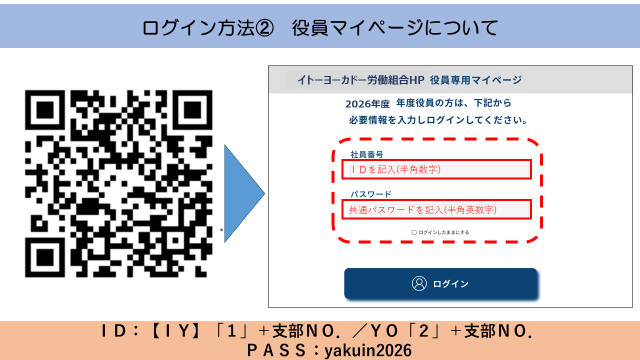 ログイン方法② 役員マイページについて
イトーヨーカドー労働組合HP 役員専用マイページ
2026年度 年度役員の方は、下記から
必要情報を入力しログインしてください。
社員番号
ＩＤを記入(半角数字)
パスワード
共通パスワードを記入(半角英数字)
ログインしたままにする
ログイン
ＩＤ：【ＩＹ】「１」＋支部ＮＯ．／ＹＯ「２」＋支部ＮＯ．
ＰＡＳＳ：yakuin2026